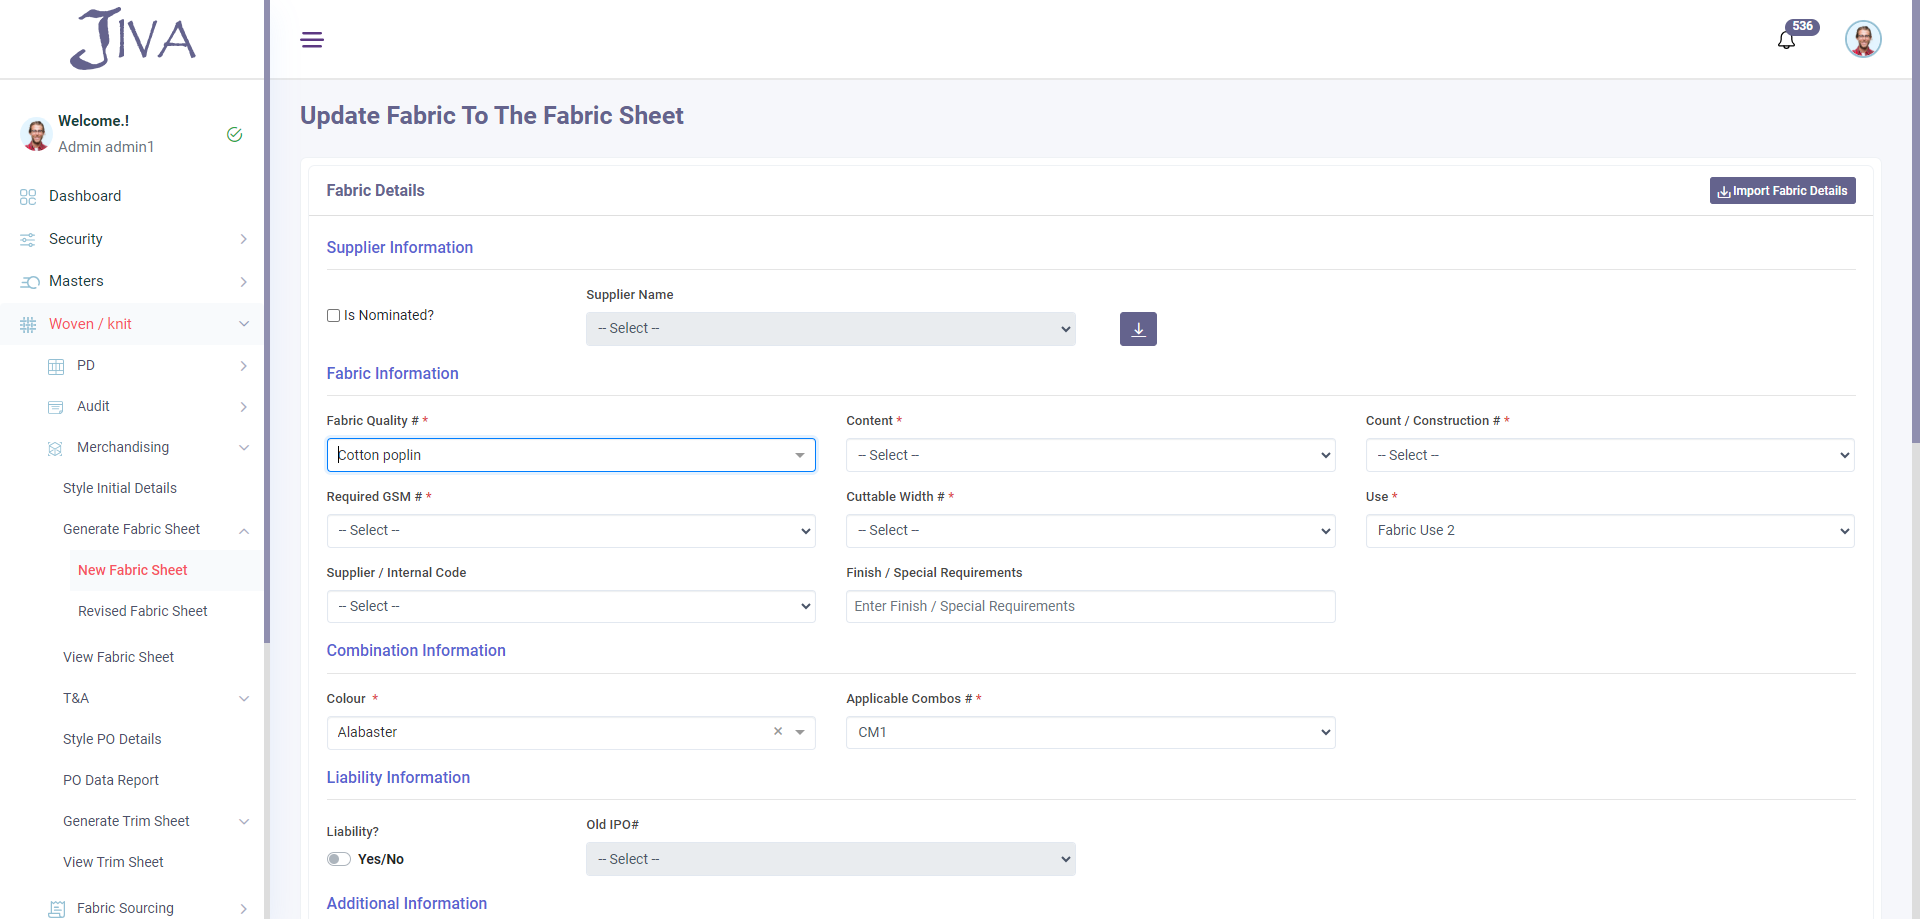 JIVA
536
Welcome.!
Admin admin1
Dashboard
Security
Masters
Woven / knit
PD
Audit
Merchandising
Style Initial Details
Generate Fabric Sheet
New Fabric Sheet
Revised Fabric Sheet
View Fabric Sheet
T&A
Style PO Details
PO Data Report
Generate Trim Sheet
View Trim Sheet
Fabric Sourcing
Update Fabric To The Fabric Sheet
Fabric Details
Import Fabric Details
Supplier Information
Is Nominated?
Supplier Name
-- Select --
Fabric Information
Fabric Quality # *
Content *
Count / Construction # *
Cotton poplin
-- Select --
-- Select --
Required GSM # *
Cuttable Width # *
Use *
-- Select --
-- Select --
Fabric Use 2
Supplier / Internal Code
Finish / Special Requirements
-- Select --
Enter Finish / Special Requirements
Combination Information
Colour *
Applicable Combos # *
Alabaster
CM1
Liability Information
Liability?
Old IPO#
Yes/No
-- Select --
Additional Information